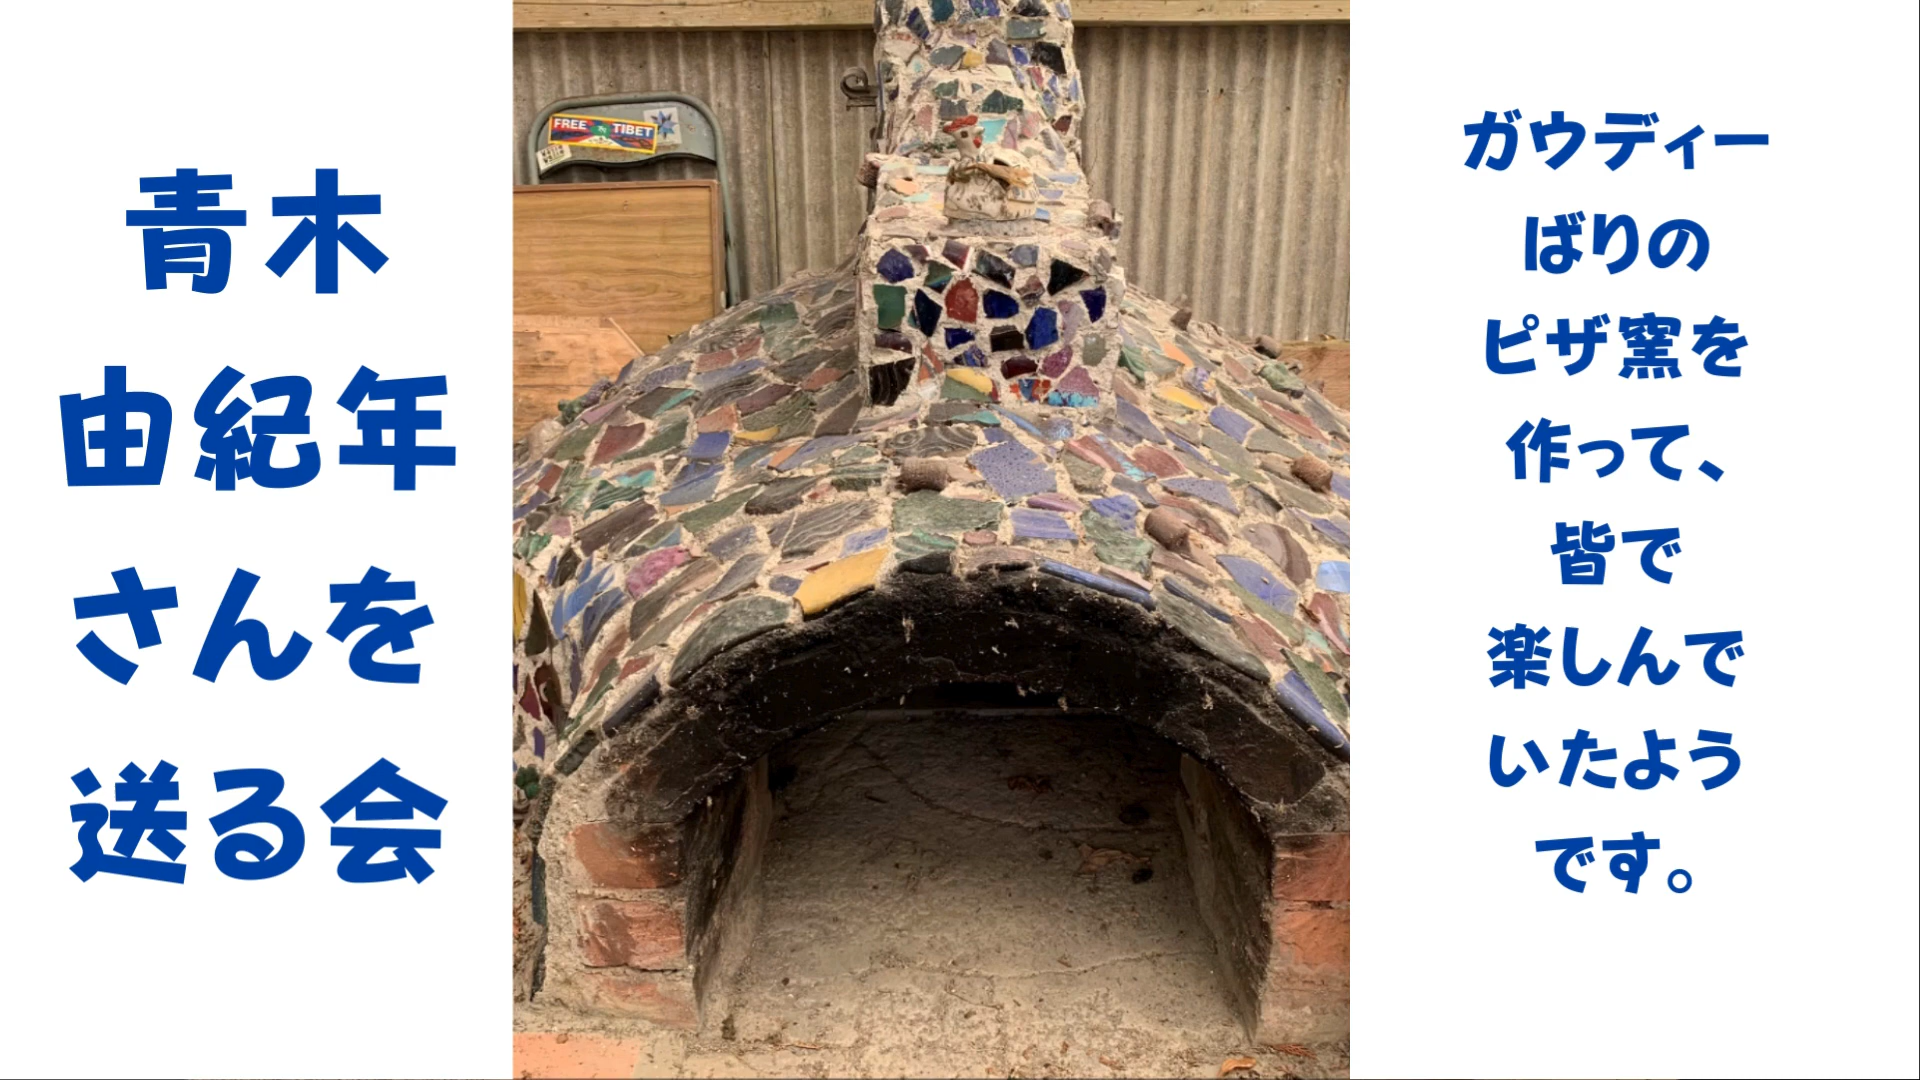 青木
由紀年
さんを
送る会
FREE TIBET
ガウディー
ばりの
ピザ窯を
作って、
皆で
楽しんで
いたよう
です。